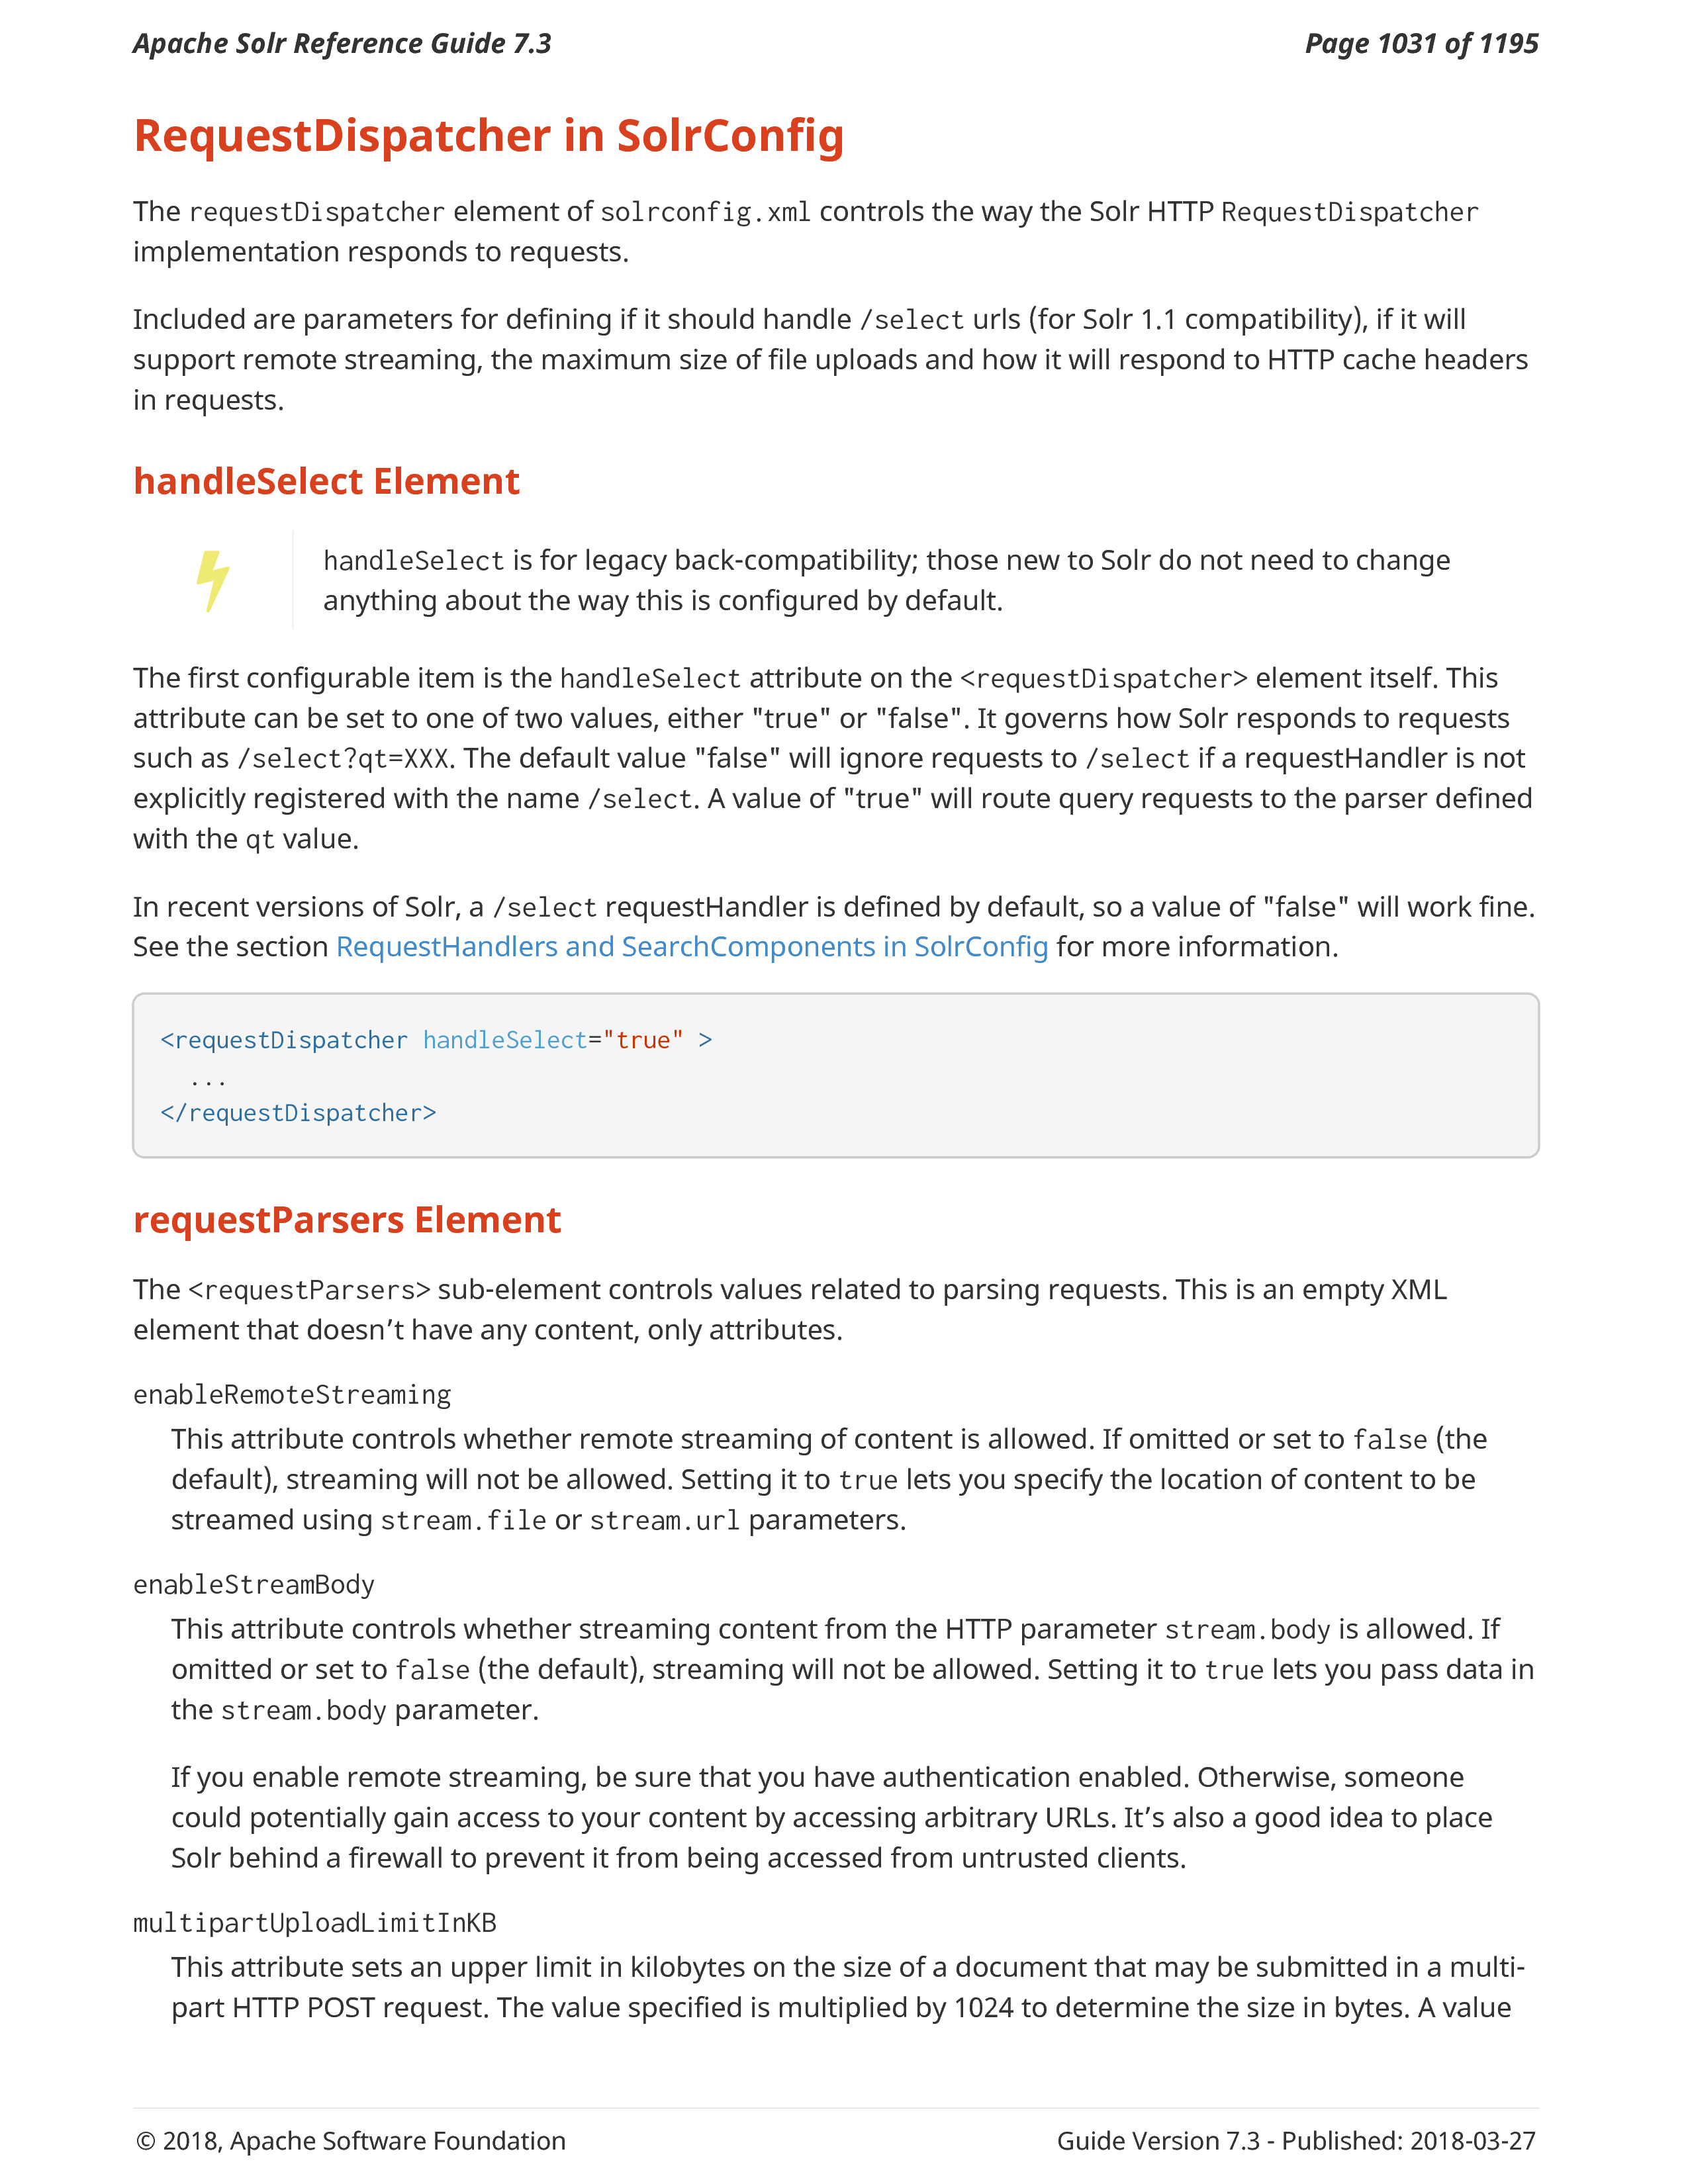 Apache Solr Reference Guide 7.3
Page 1031 of 1195
RequestDispatcher in SolrConfig
The requestDispatcher element of solrconfig.xml controls the way the Solr HTTP RequestDispatcher
implementation responds to requests.
Included are parameters for defining if it should handle /select urls (for Solr 1.1 compatibility), if it will
support remote streaming, the maximum size of file uploads and how it will respond to HTTP cache headers
in requests.
handleSelect Element
handleSelect is for legacy back-compatibility; those new to Solr do not need to change
anything about the way this is configured by default.
The first configurable item is the handleSelect attribute on the <requestDispatcher> element itself. This
attribute can be set to one of two values, either "true" or "false". It governs how Solr responds to requests
such as /select?qt=XXX. The default value "false" will ignore requests to /select if a requestHandler is not
explicitly registered with the name /select. A value of "true" will route query requests to the parser defined
with the qt value.
In recent versions of Solr, a /select requestHandler is defined by default, so a value of "false" will work fine.
See the section RequestHandlers and SearchComponents in SolrConfig for more information.
<requestDispatcher handleSelect="true" >
  ...
</requestDispatcher>
requestParsers Element
The <requestParsers> sub-element controls values related to parsing requests. This is an empty XML
element that doesn’t have any content, only attributes.
enableRemoteStreaming
This attribute controls whether remote streaming of content is allowed. If omitted or set to false (the
default), streaming will not be allowed. Setting it to true lets you specify the location of content to be
streamed using stream.file or stream.url parameters.
enableStreamBody
This attribute controls whether streaming content from the HTTP parameter stream.body is allowed. If
omitted or set to false (the default), streaming will not be allowed. Setting it to true lets you pass data in
the stream.body parameter.
If you enable remote streaming, be sure that you have authentication enabled. Otherwise, someone
could potentially gain access to your content by accessing arbitrary URLs. It’s also a good idea to place
Solr behind a firewall to prevent it from being accessed from untrusted clients.
multipartUploadLimitInKB
This attribute sets an upper limit in kilobytes on the size of a document that may be submitted in a multi-
part HTTP POST request. The value specified is multiplied by 1024 to determine the size in bytes. A value
© 2018, Apache Software Foundation
Guide Version 7.3 - Published: 2018-03-27